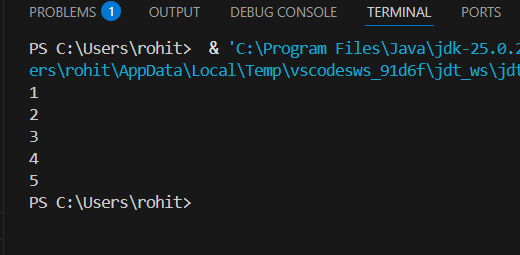 PROBLEMS 1 OUTPUT DEBUG CONSOLE TERMINAL PORTS
PS C:\Users\rohit>  & 'C:\Program Files\Java\jdk-25.0.2
ers\rohit\AppData\Local\Temp\vscodesws_91d6f\jdt_ws\jdt
1
2
3
4
5
PS C:\Users\rohit>